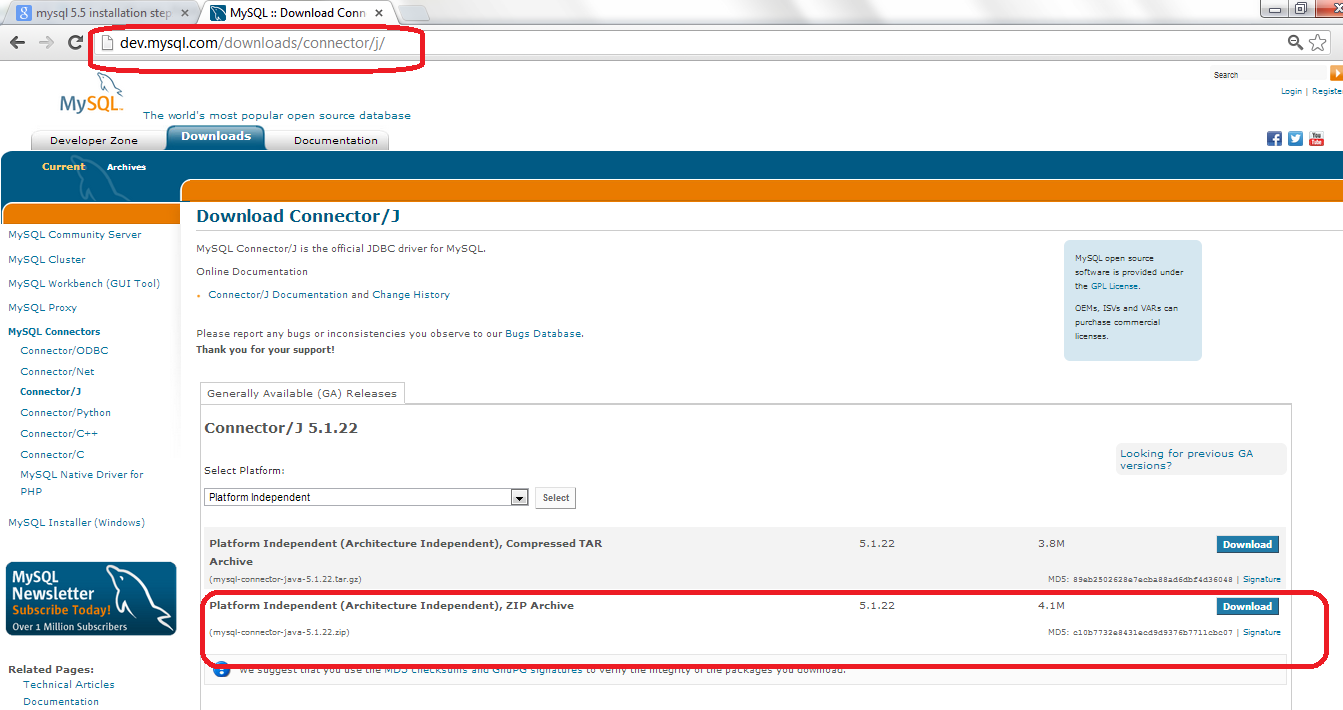 mysql 5.5 installation step
MySQL :: Download Conn
dev.mysql.com/downloads/connector/j/
Search
Login | Registe
MySQL
The world's most popular open source database
Developer Zone
Downloads
Documentation
Current
Archives
MySQL Community Server
MySQL Cluster
MySQL Workbench (GUI Tool)
MySQL Proxy
MySQL Connectors
Connector/ODBC
Connector/Net
Connector/J
Connector/Python
Connector/C++
Connector/C
MySQL Native Driver for
PHP
MySQL Installer (Windows)
MySQL
Newsletter
Subscribe Today!
Over 1 Million Subscribers
Related Pages:
Technical Articles
Documentation
Download Connector/J
MySQL Connector/J is the official JDBC driver for MySQL.
Online Documentation
Connector/J Documentation and Change History
Please report any bugs or inconsistencies you observe to our Bugs Database.
Thank you for your support!
MySQL open source
software is provided under
the GPL License.
OEMs, ISVs and VARs can
purchase commercial
licenses.
Generally Available (GA) Releases
Connector/J 5.1.22
Looking for previous GA
versions?
Select Platform:
Platform Independent
Select
Platform Independent (Architecture Independent), Compressed TAR
Archive
5.1.22
3.8M
Download
(mysql-connector-java-5.1.22.tar.gz)
MD5: 89eb2502628e7ecba88ad6dbf4d36048 | Signature
Platform Independent (Architecture Independent), ZIP Archive
5.1.22
4.1M
Download
(mysql-connector-java-5.1.22.zip)
MD5: c10b7732e8431ecd9d9376b7711cbc07 | Signature
We suggest that you use the MD5 checksums and GnuPG signatures to verify the integrity of the packages you download.